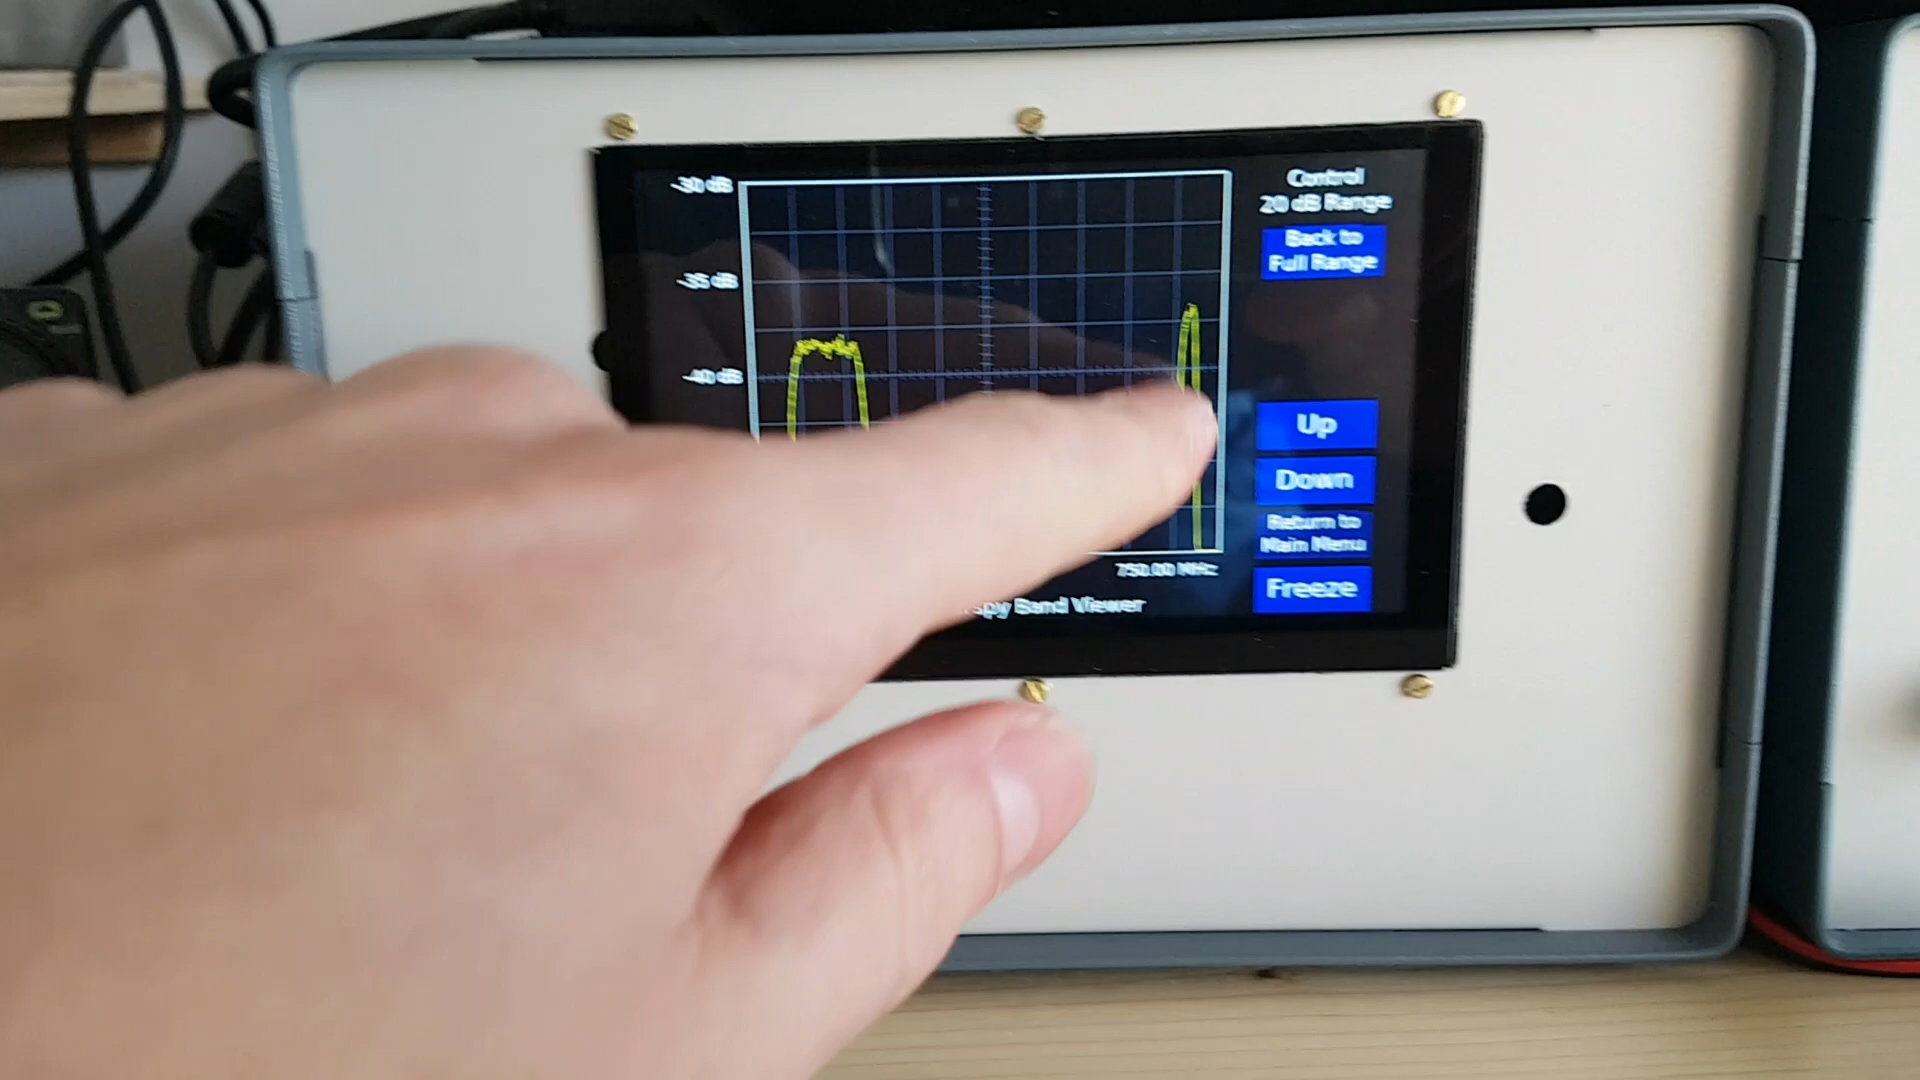 -30 dB
-35 dB
-40 dB
Control
20 dB Range
Back to
Full Range
Up
Down
Return to
Main Menu
Freeze
750.00 MHz
spy Band Viewer